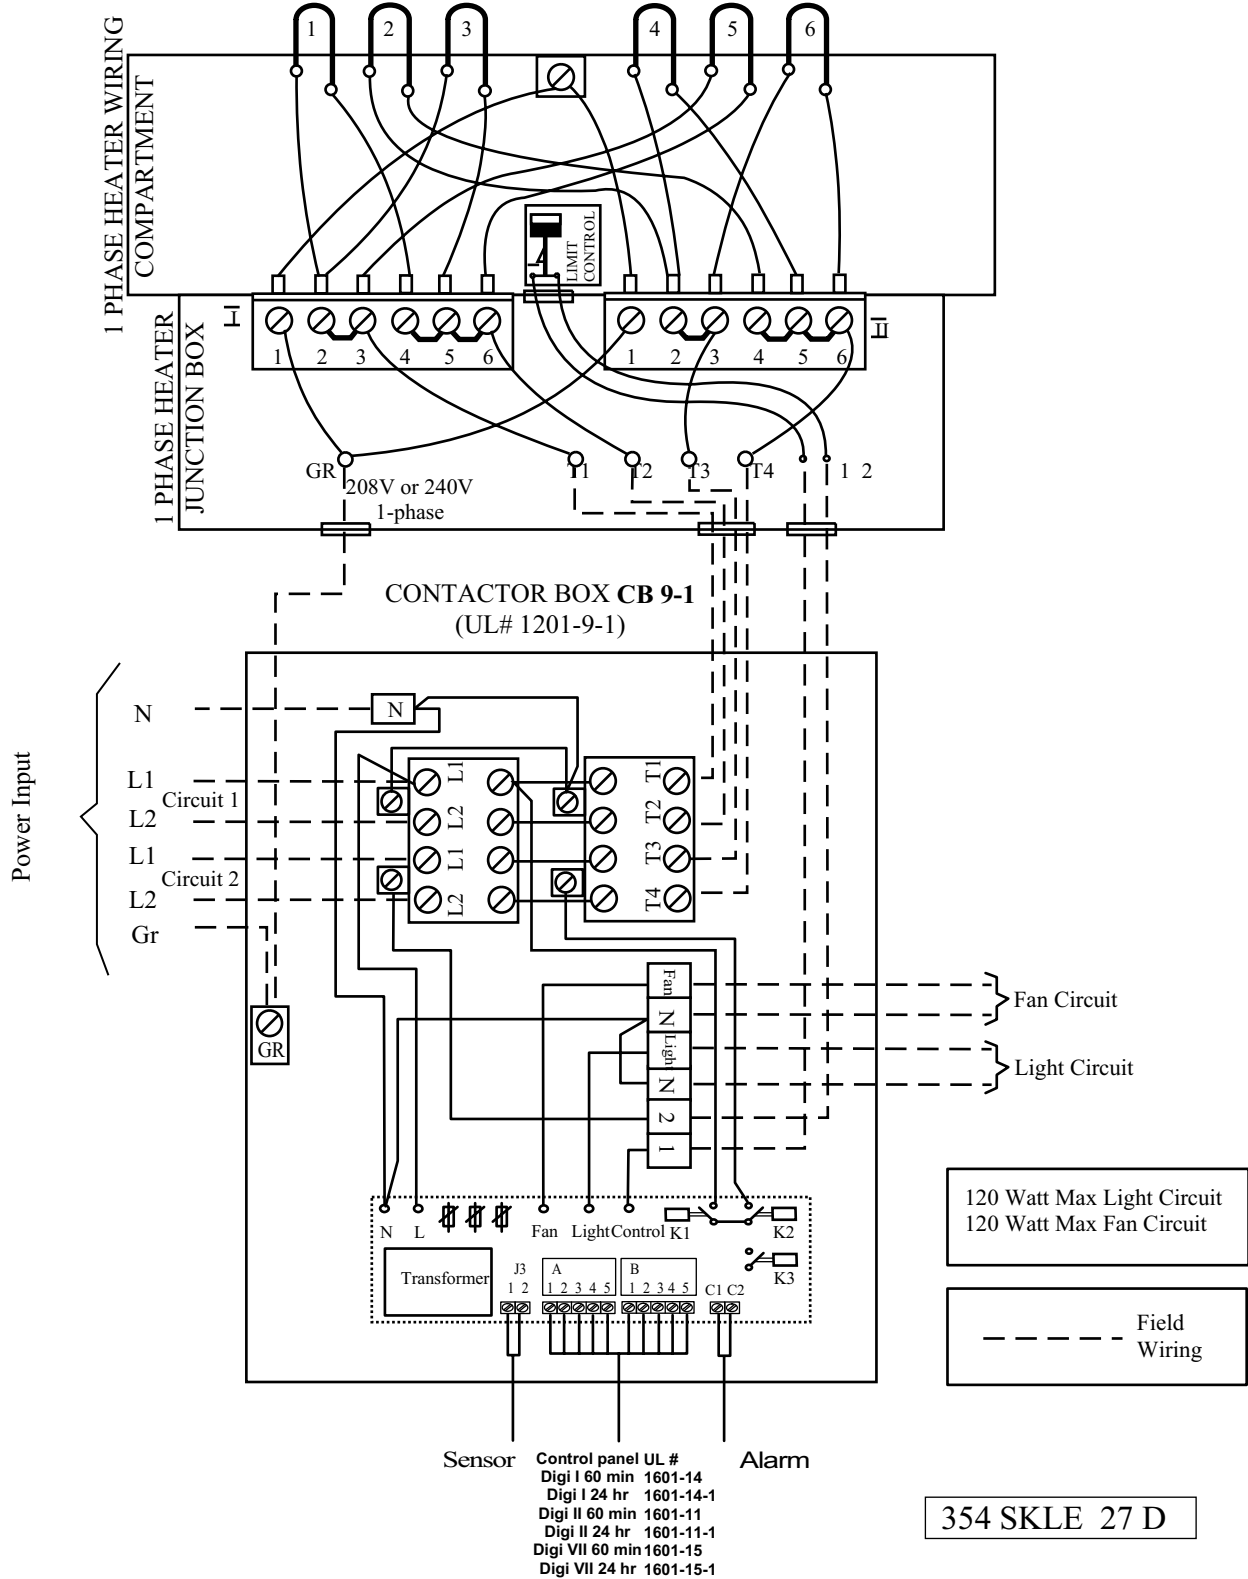 1 2 3 4 5 6
1 PHASE HEATER WIRING
COMPARTMENT
LIMIT
CONTROL
1 PHASE HEATER
JUNCTION BOX
I
1 2 3 4 5 6
II
1 2 3 4 5 6
GR T1 T2 T3 T4 1 2
208V or 240V
1-phase
CONTACTOR BOX CB 9-1
(UL# 1201-9-1)
Power Input
N
L1
Circuit 1
L2
L1
Circuit 2
L2
Gr
N
L1
L2
L1
L2
T1
T2
T3
T4
GR
Fan
N
Light
N
2
1
Fan Circuit
Light Circuit
N L Fan Light Control K1 K2
K3
Transformer
J3
1 2
A
1 2 3 4 5
B
1 2 3 4 5
C1 C2
120 Watt Max Light Circuit
120 Watt Max Fan Circuit
Field
Wiring
Sensor
Control panel UL #
Digi I 60 min 1601-14
Digi I 24 hr 1601-14-1
Digi II 60 min 1601-11
Digi II 24 hr 1601-11-1
Digi VII 60 min 1601-15
Digi VII 24 hr 1601-15-1
Alarm
354 SKLE 27 D